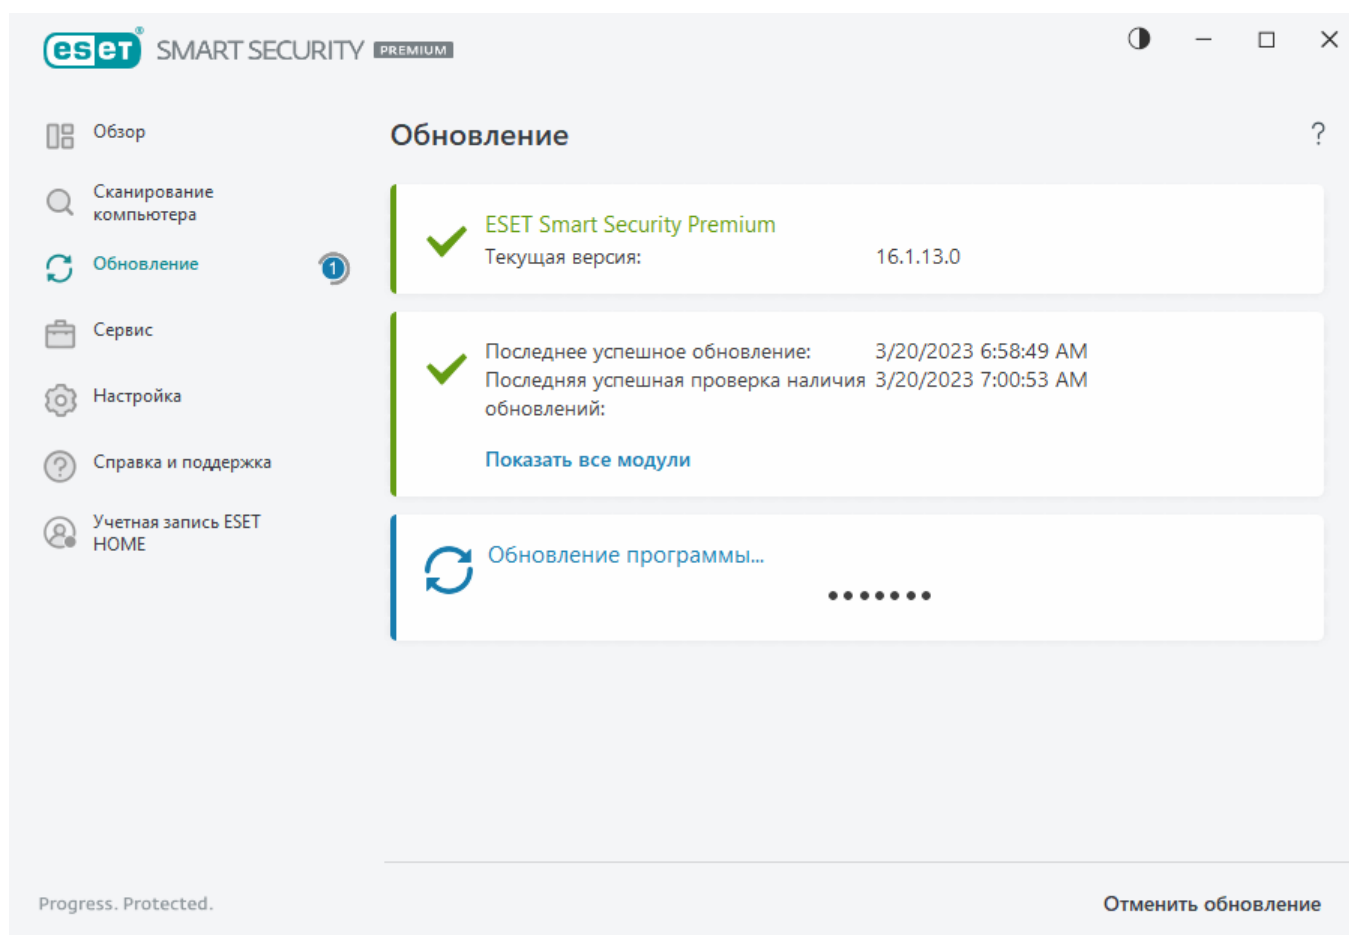 eset® SMART SECURITY PREMIUM
Обзор
Сканирование
компьютера
Обновление
1
Сервис
Настройка
Справка и поддержка
Учетная запись ESET
HOME
Обновление
?
ESET Smart Security Premium
Текущая версия: 16.1.13.0
Последнее успешное обновление: 3/20/2023 6:58:49 AM
Последняя успешная проверка наличия 3/20/2023 7:00:53 AM
обновлений:
Показать все модули
Обновление программы...
Progress. Protected.
Отменить обновление